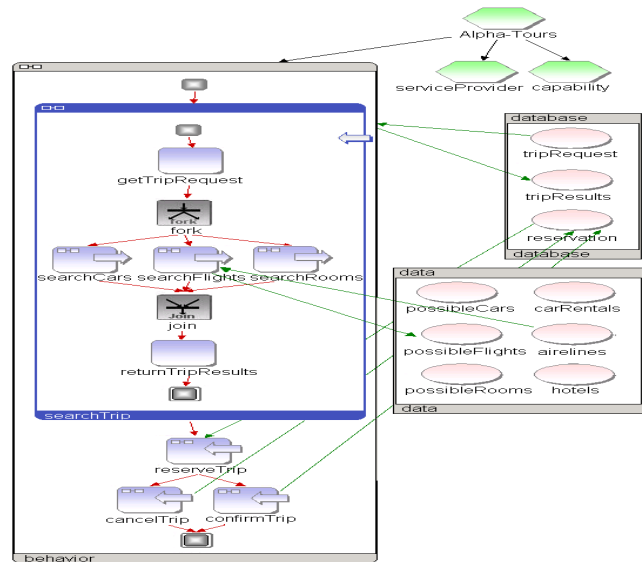 Alpha-Tours
serviceProvider
capability
database
tripRequest
tripResults
reservation
database
getTripRequest
fork
fork
searchCars
searchFlights
searchRooms
Join
join
returnTripResults
searchTrip
data
possibleCars
carRentals
possibleFlights
airelines
possibleRooms
hotels
data
reserveTrip
cancelTrip
confirmTrip
behavior